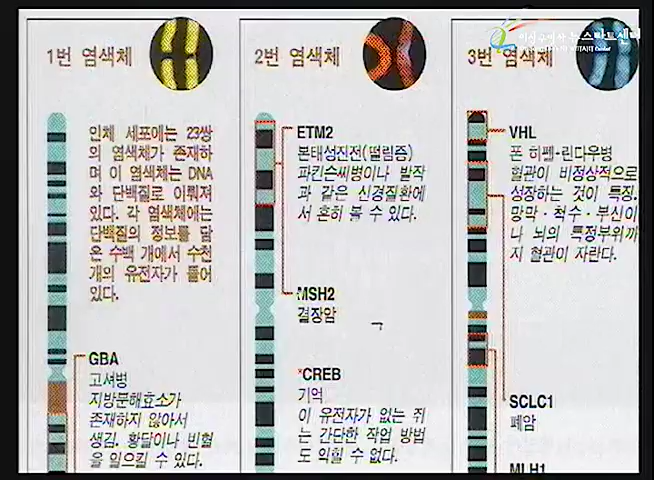 1번 염색체
인체 세포에는 23쌍
의 염색체가 존재하
며 이 염색체는 DNA
와 단백질로 이뤄져
있다. 각 염색체에는
단백질의 정보를 담
은 수백 개에서 수천
개의 유전자가 들어
있다.
GBA
고셔병
지방분해효소가
존재하지 않아서
생김. 황달이나 빈혈
을 일으킬 수 있다.
2번 염색체
ETM2
본태성진전(떨림증)
파킨슨씨병이나 발작
과 같은 신경질환에
서 흔히 볼 수 있다.
MSH2
결장암
*CREB
기억
이 유전자가 없는 쥐
는 간단한 작업 방법
도 익힐 수 없다.
3번 염색체
VHL
폰 히펠·린다우병
혈관이 비정상적으로
성장하는 것이 특징.
망막·척수·부신이
나 뇌의 특정부위까
지 혈관이 자란다.
SCLC1
폐암
MLH1
뉴스타트센터